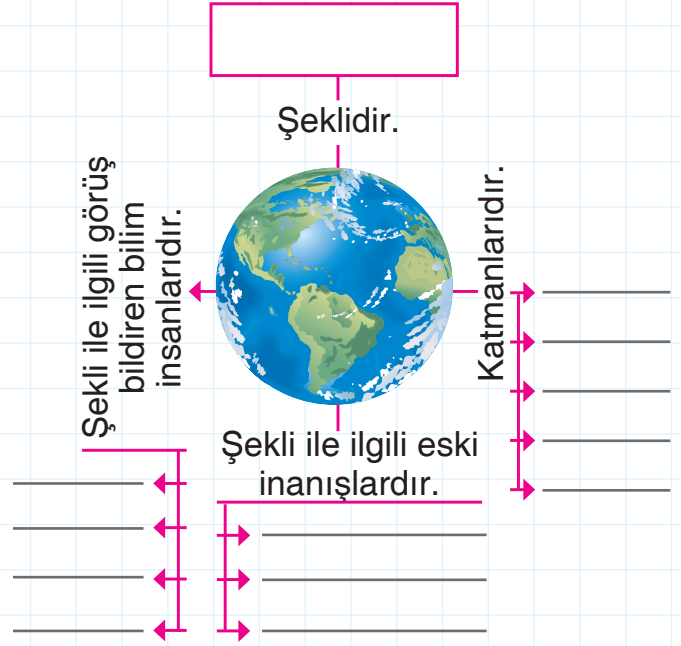 Şeklidir.
Şekli ile ilgili görüş
bildiren bilim
insanlarıdır.
Katmanlarıdır.
Şekli ile ilgili eski
inanışlardır.